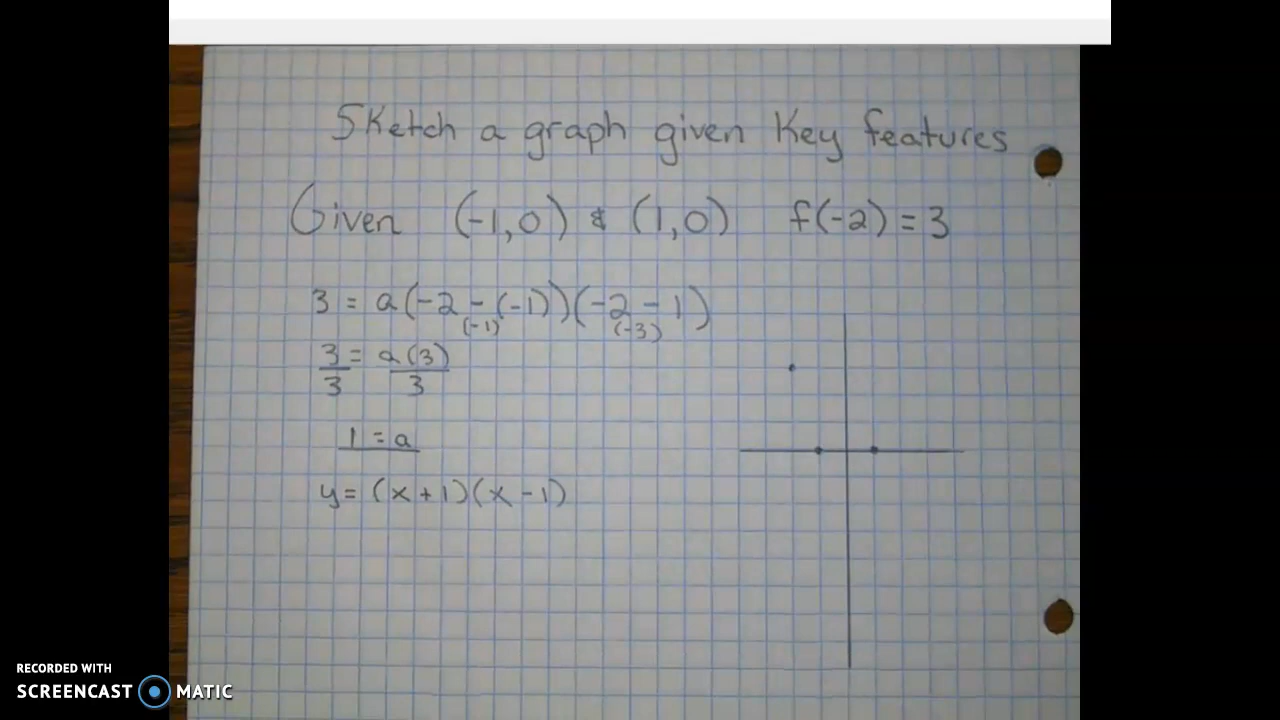 Sketch a graph given Key features
Given (-1,0) & (1,0) f(-2) = 3
3 = a(-2 - (-1))(-2 - 1)
(-1) (-3)
3 = a(3)
3 3
1 = a
y = (x + 1)(x - 1)
RECORDED WITH
SCREENCAST MATIC